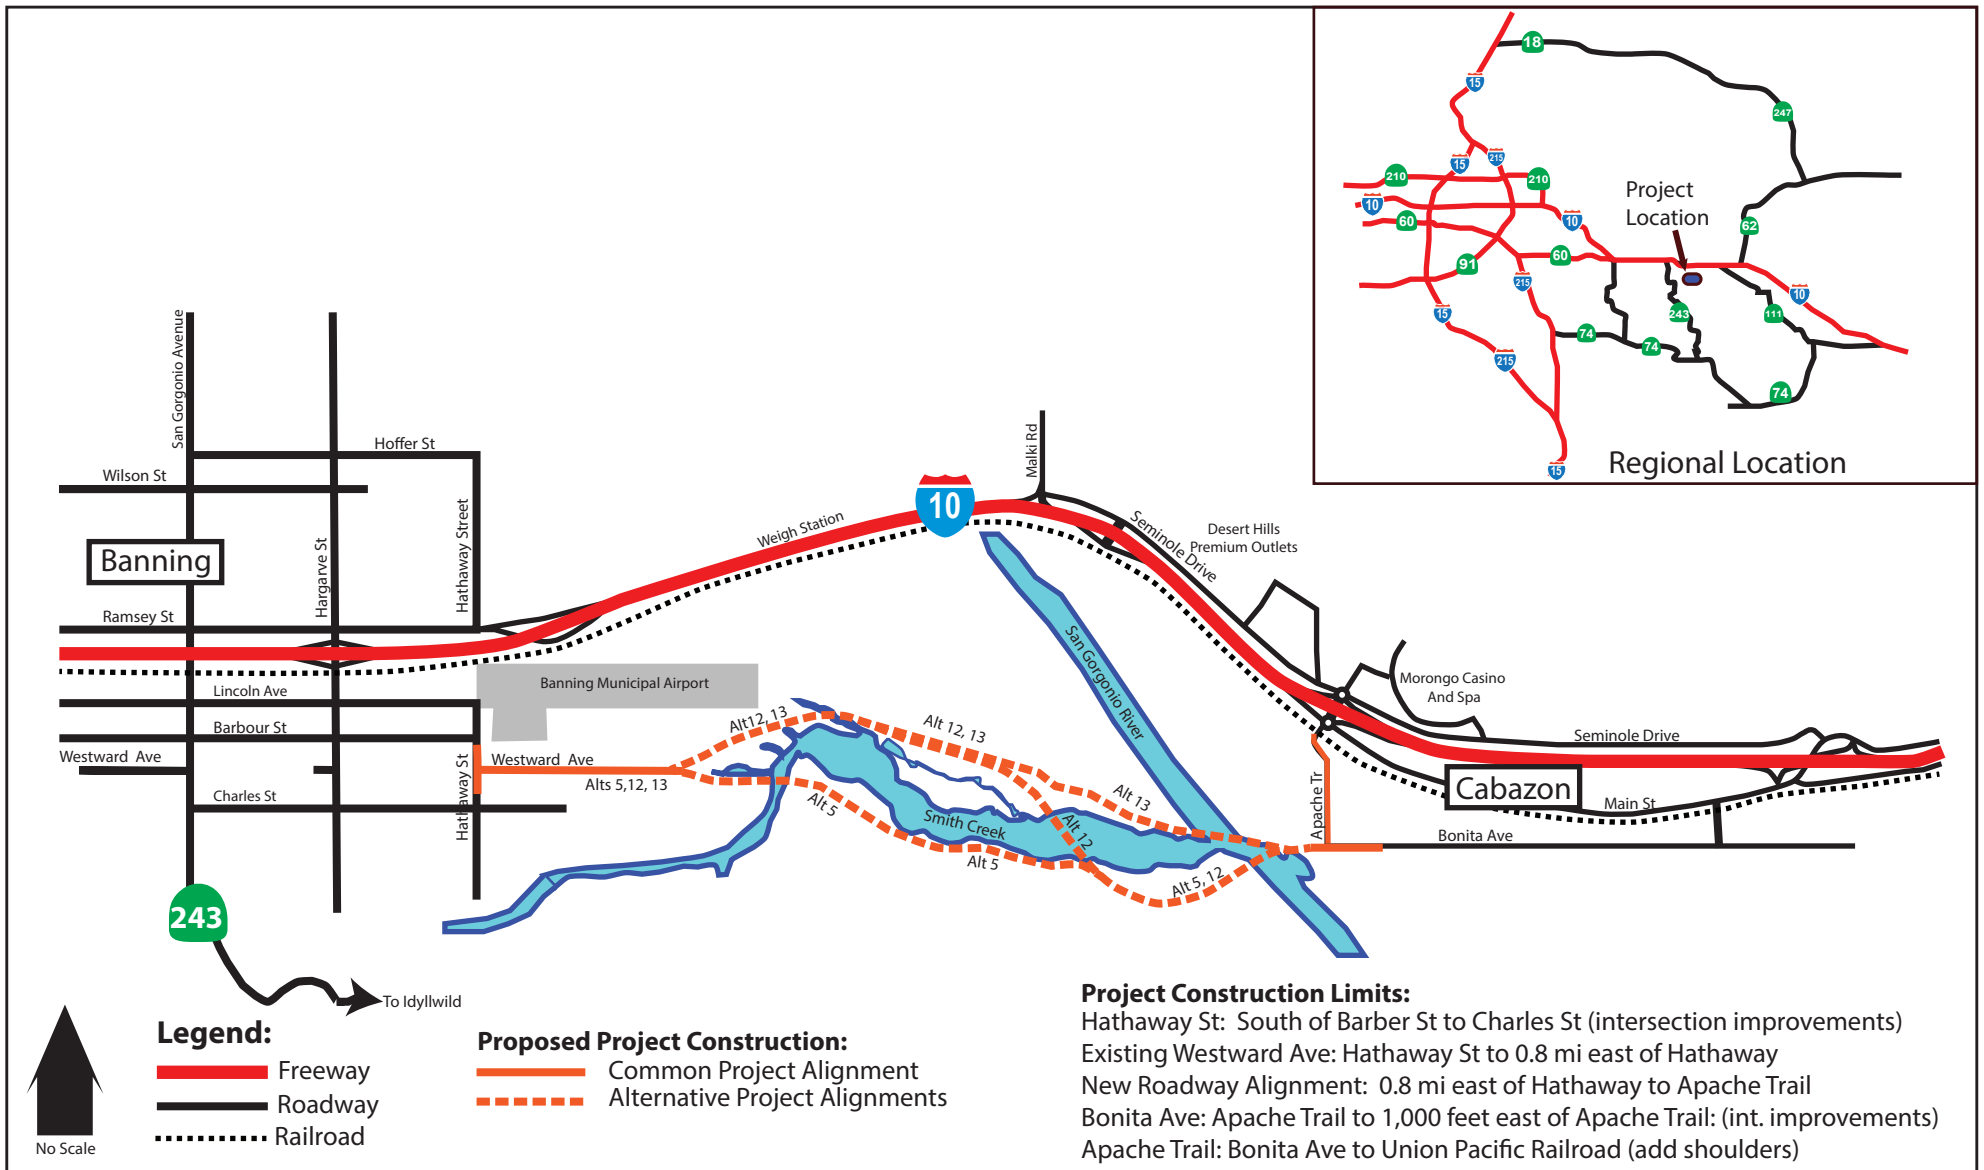 18
15
247
15
215
210
210
10
60
10
Project
Location
62
91
60
215
10
243
111
15
74
74
215
74
15
Regional Location
San Gorgonio Avenue
Hoffer St
Wilson St
Hathaway Street
Hargarve St
Banning
Ramsey St
Weigh Station
10
Malki Rd
Seminole Drive
Desert Hills
Premium Outlets
San Gorgonio River
Banning Municipal Airport
Lincoln Ave
Barbour St
Westward Ave
Charles St
Hathaway St
Westward Ave
Alts 5,12, 13
Alt12, 13
Alt 12, 13
Alt 5
Smith Creek
Alt 5
Alt 12
Alt 13
Alt 5, 12
Apache Tr
Morongo Casino
And Spa
Seminole Drive
Cabazon
Main St
Bonita Ave
243
To Idyllwild
No Scale
Legend:
Freeway
Roadway
Railroad
Proposed Project Construction:
Common Project Alignment
Alternative Project Alignments
Project Construction Limits:
Hathaway St: South of Barber St to Charles St (intersection improvements)
Existing Westward Ave: Hathaway St to 0.8 mi east of Hathaway
New Roadway Alignment: 0.8 mi east of Hathaway to Apache Trail
Bonita Ave: Apache Trail to 1,000 feet east of Apache Trail: (int. improvements)
Apache Trail: Bonita Ave to Union Pacific Railroad (add shoulders)